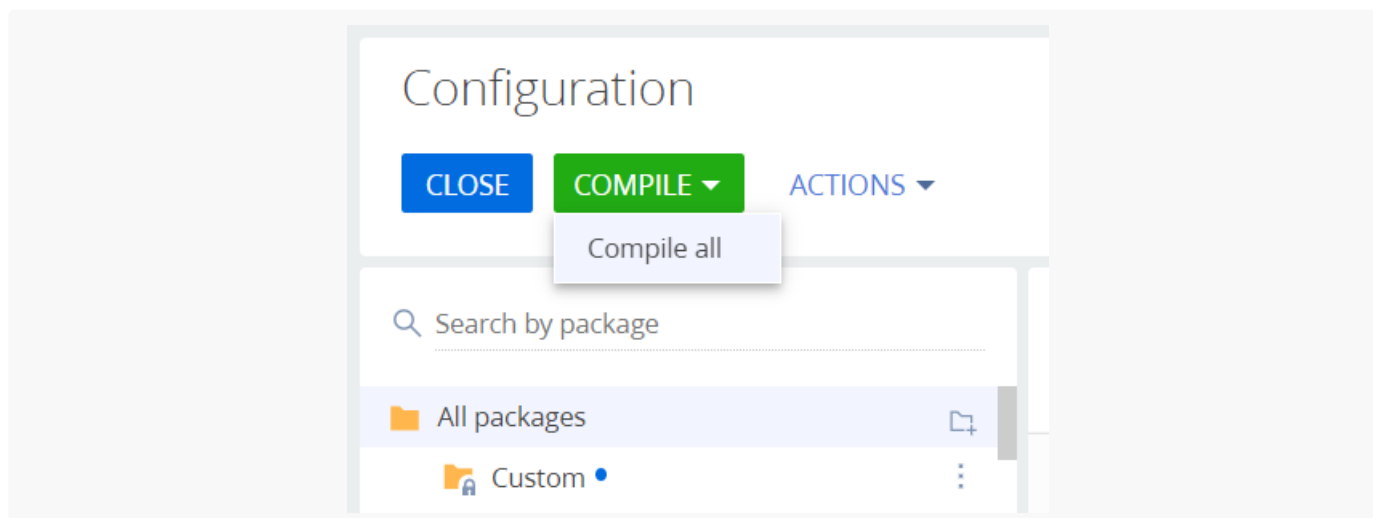 Configuration
CLOSE COMPILE ACTIONS
Compile all
Search by package
All packages
Custom